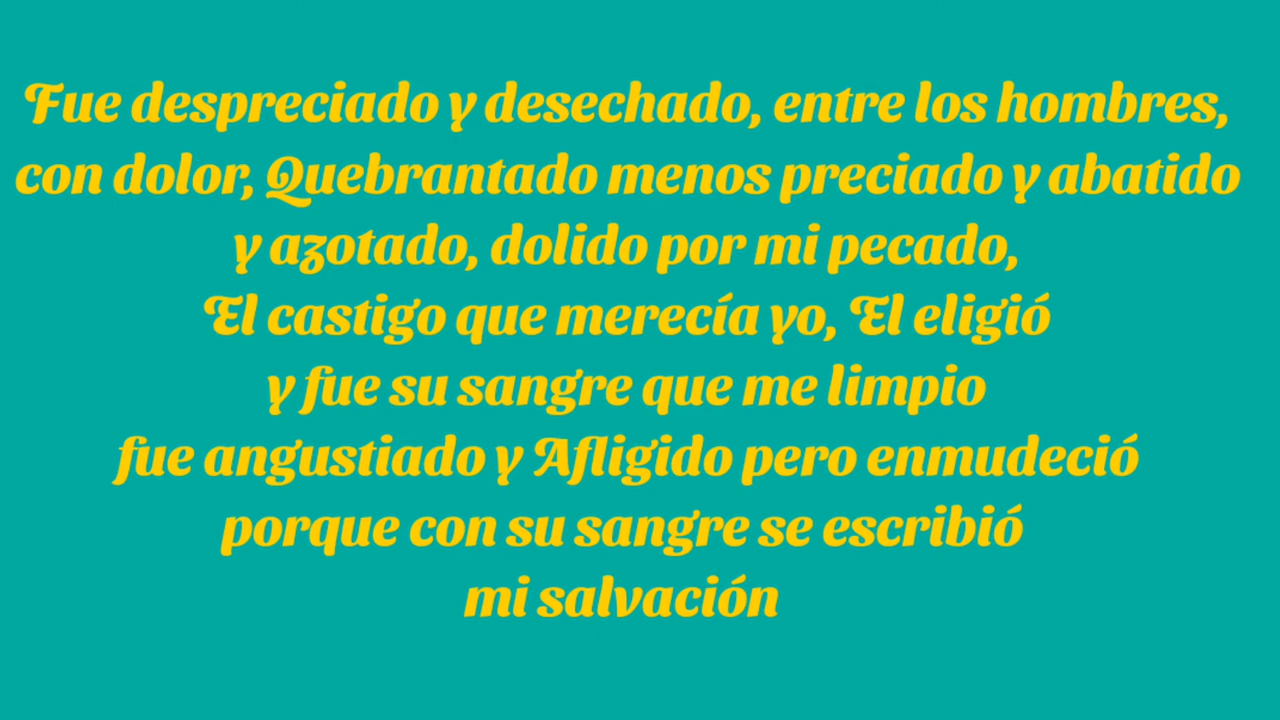 Fue despreciado y desechado, entre los hombres,
con dolor, Quebrantado menos preciado y abatido
y azotado, dolido por mi pecado,
El castigo que merecía yo, El eligió
y fue su sangre que me limpio
fue angustiado y Afligido pero enmudeció
porque con su sangre se escribió
mi salvación